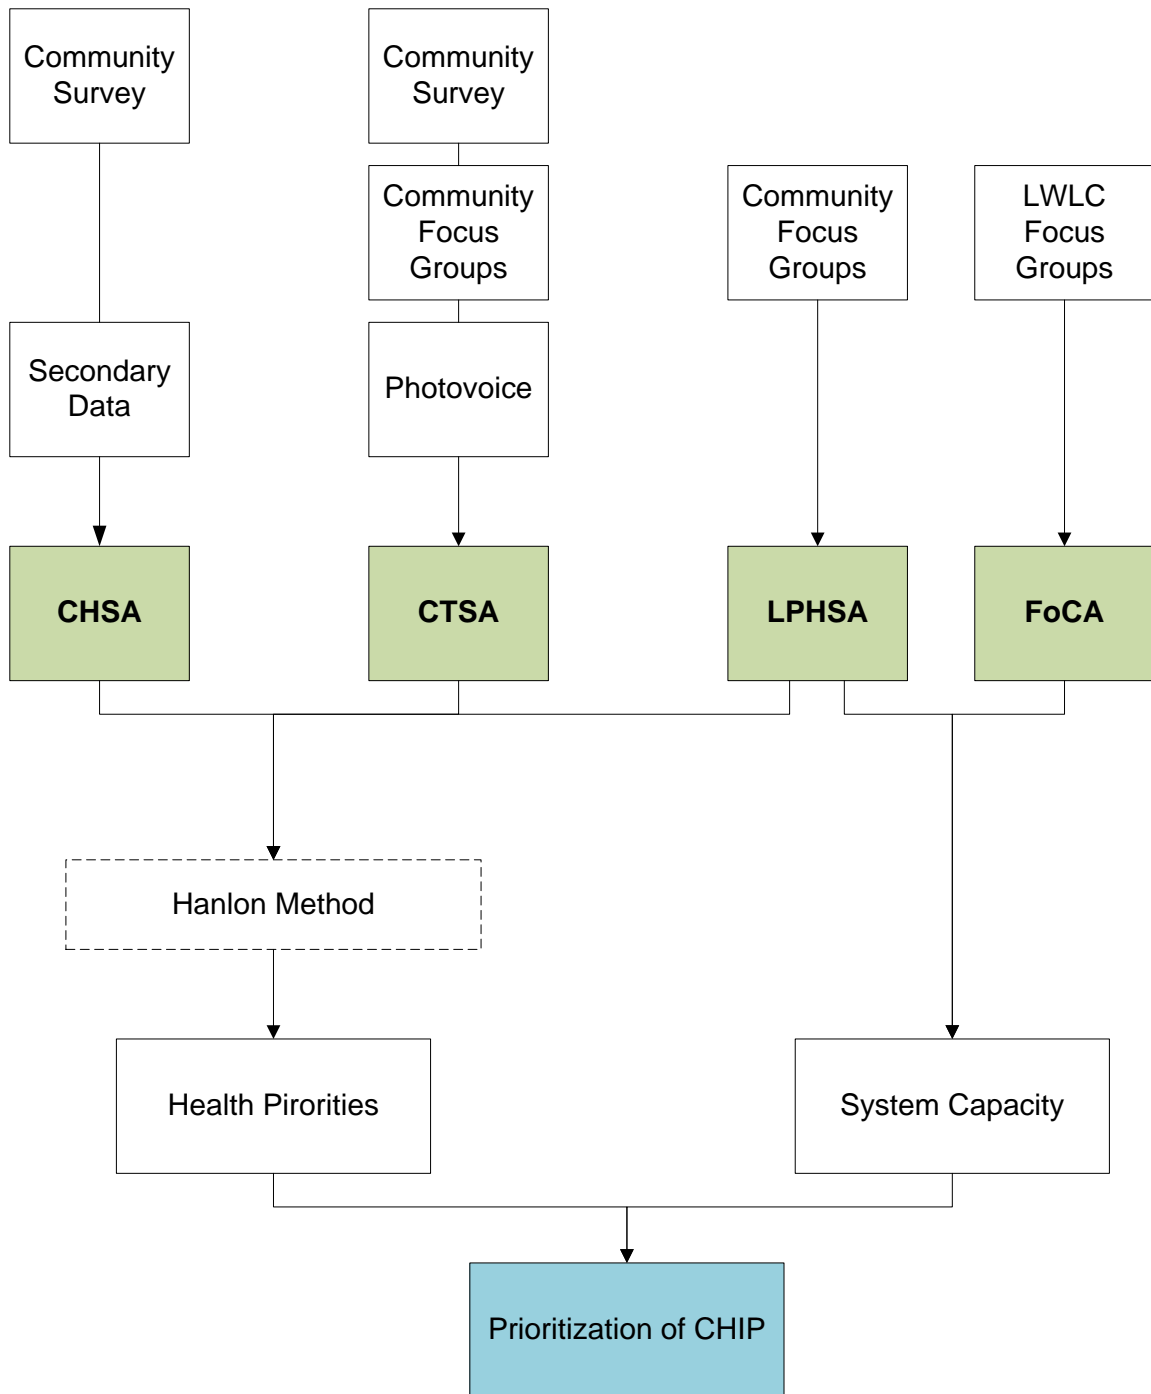 Community
Survey
Community
Survey
Community
Focus
Groups
Community
Focus
Groups
LWLC
Focus
Groups
Secondary
Data
Photovoice
CHSA
CTSA
LPHSA
FoCA
Hanlon Method
Health Pirorities
System Capacity
Prioritization of CHIP